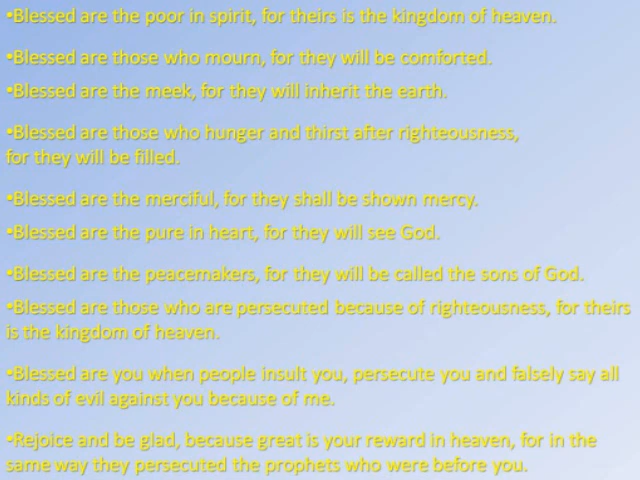 •Blessed are the poor in spirit, for theirs is the kingdom of heaven.
•Blessed are those who mourn, for they will be comforted.
•Blessed are the meek, for they will inherit the earth.
•Blessed are those who hunger and thirst after righteousness,
for they will be filled.
•Blessed are the merciful, for they shall be shown mercy.
•Blessed are the pure in heart, for they will see God.
•Blessed are the peacemakers, for they will be called the sons of God.
•Blessed are those who are persecuted because of righteousness, for theirs
is the kingdom of heaven.
•Blessed are you when people insult you, persecute you and falsely say all
kinds of evil against you because of me.
•Rejoice and be glad, because great is your reward in heaven, for in the
same way they persecuted the prophets who were before you.